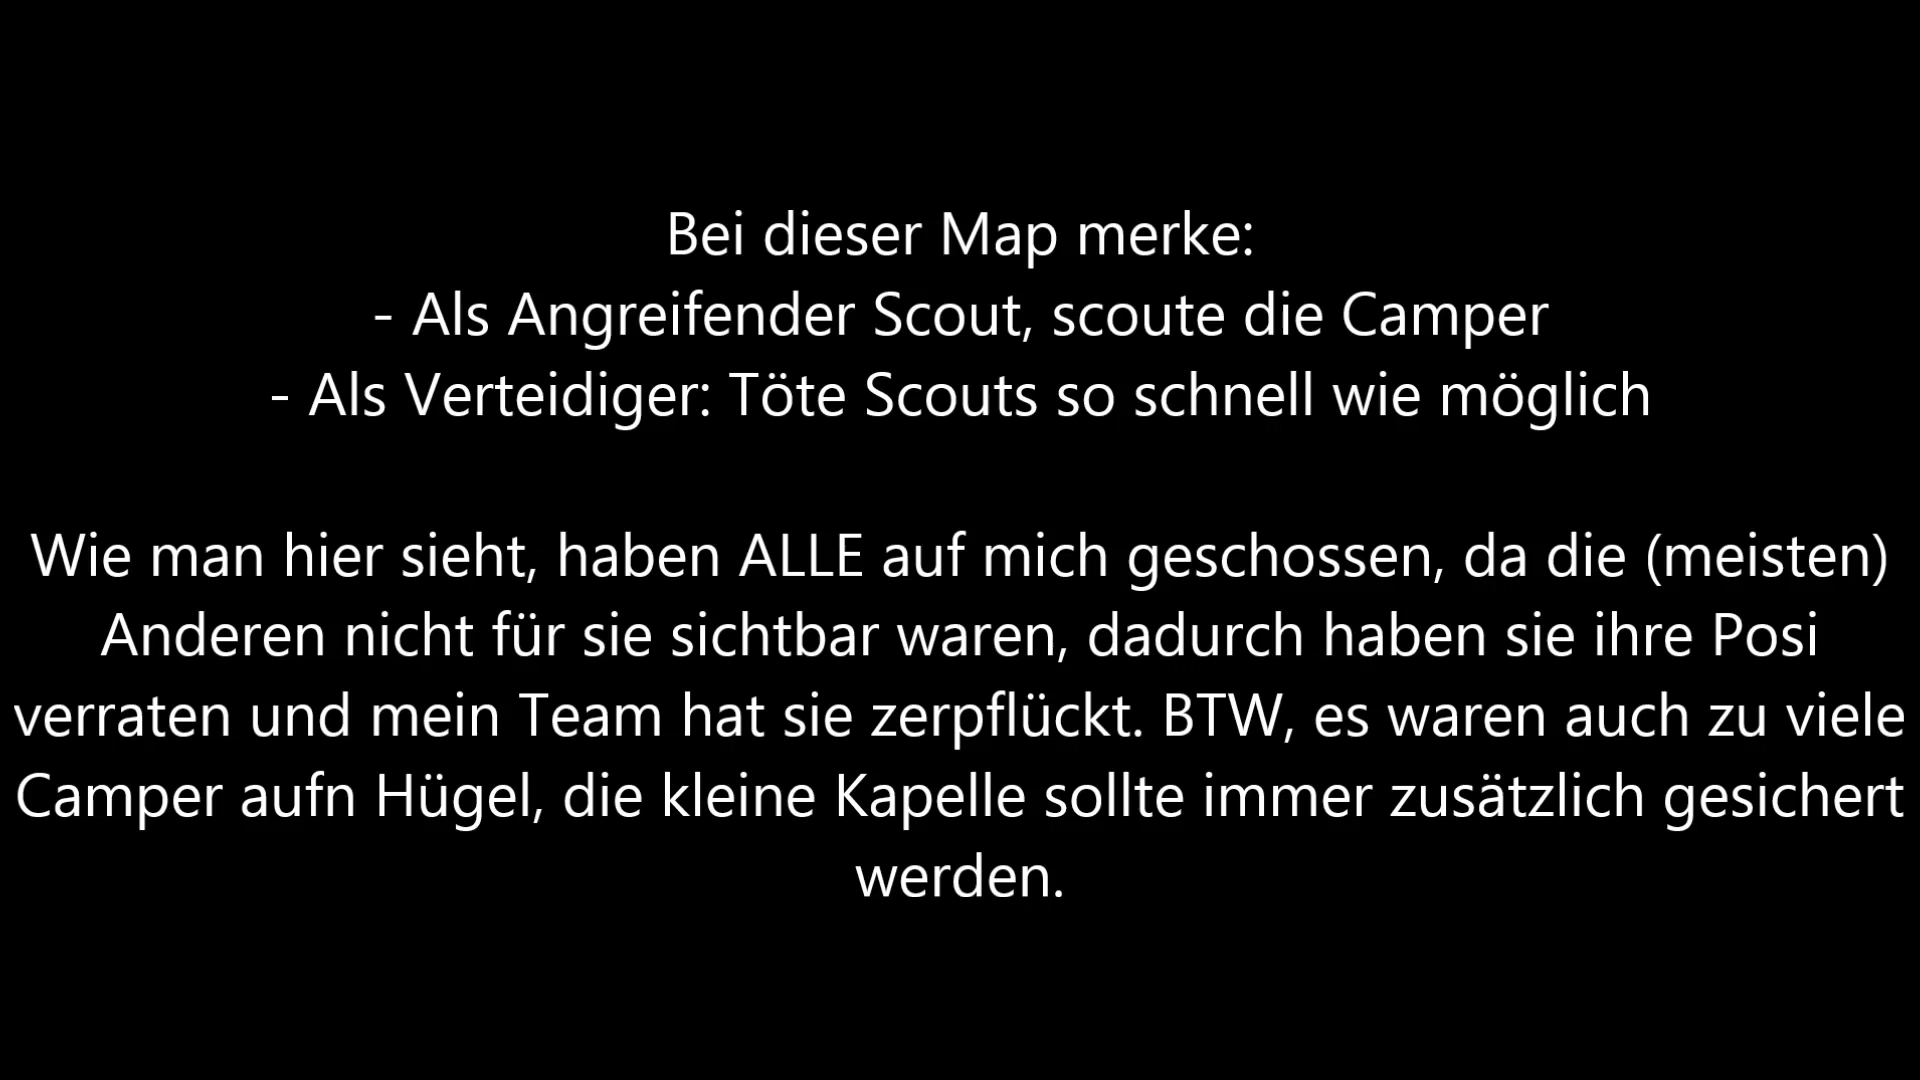 Bei dieser Map merke:
- Als Angreifender Scout, scoute die Camper
- Als Verteidiger: Töte Scouts so schnell wie möglich
Wie man hier sieht, haben ALLE auf mich geschossen, da die (meisten)
Anderen nicht für sie sichtbar waren, dadurch haben sie ihre Posi
verraten und mein Team hat sie zerpflückt. BTW, es waren auch zu viele
Camper aufn Hügel, die kleine Kapelle sollte immer zusätzlich gesichert
werden.